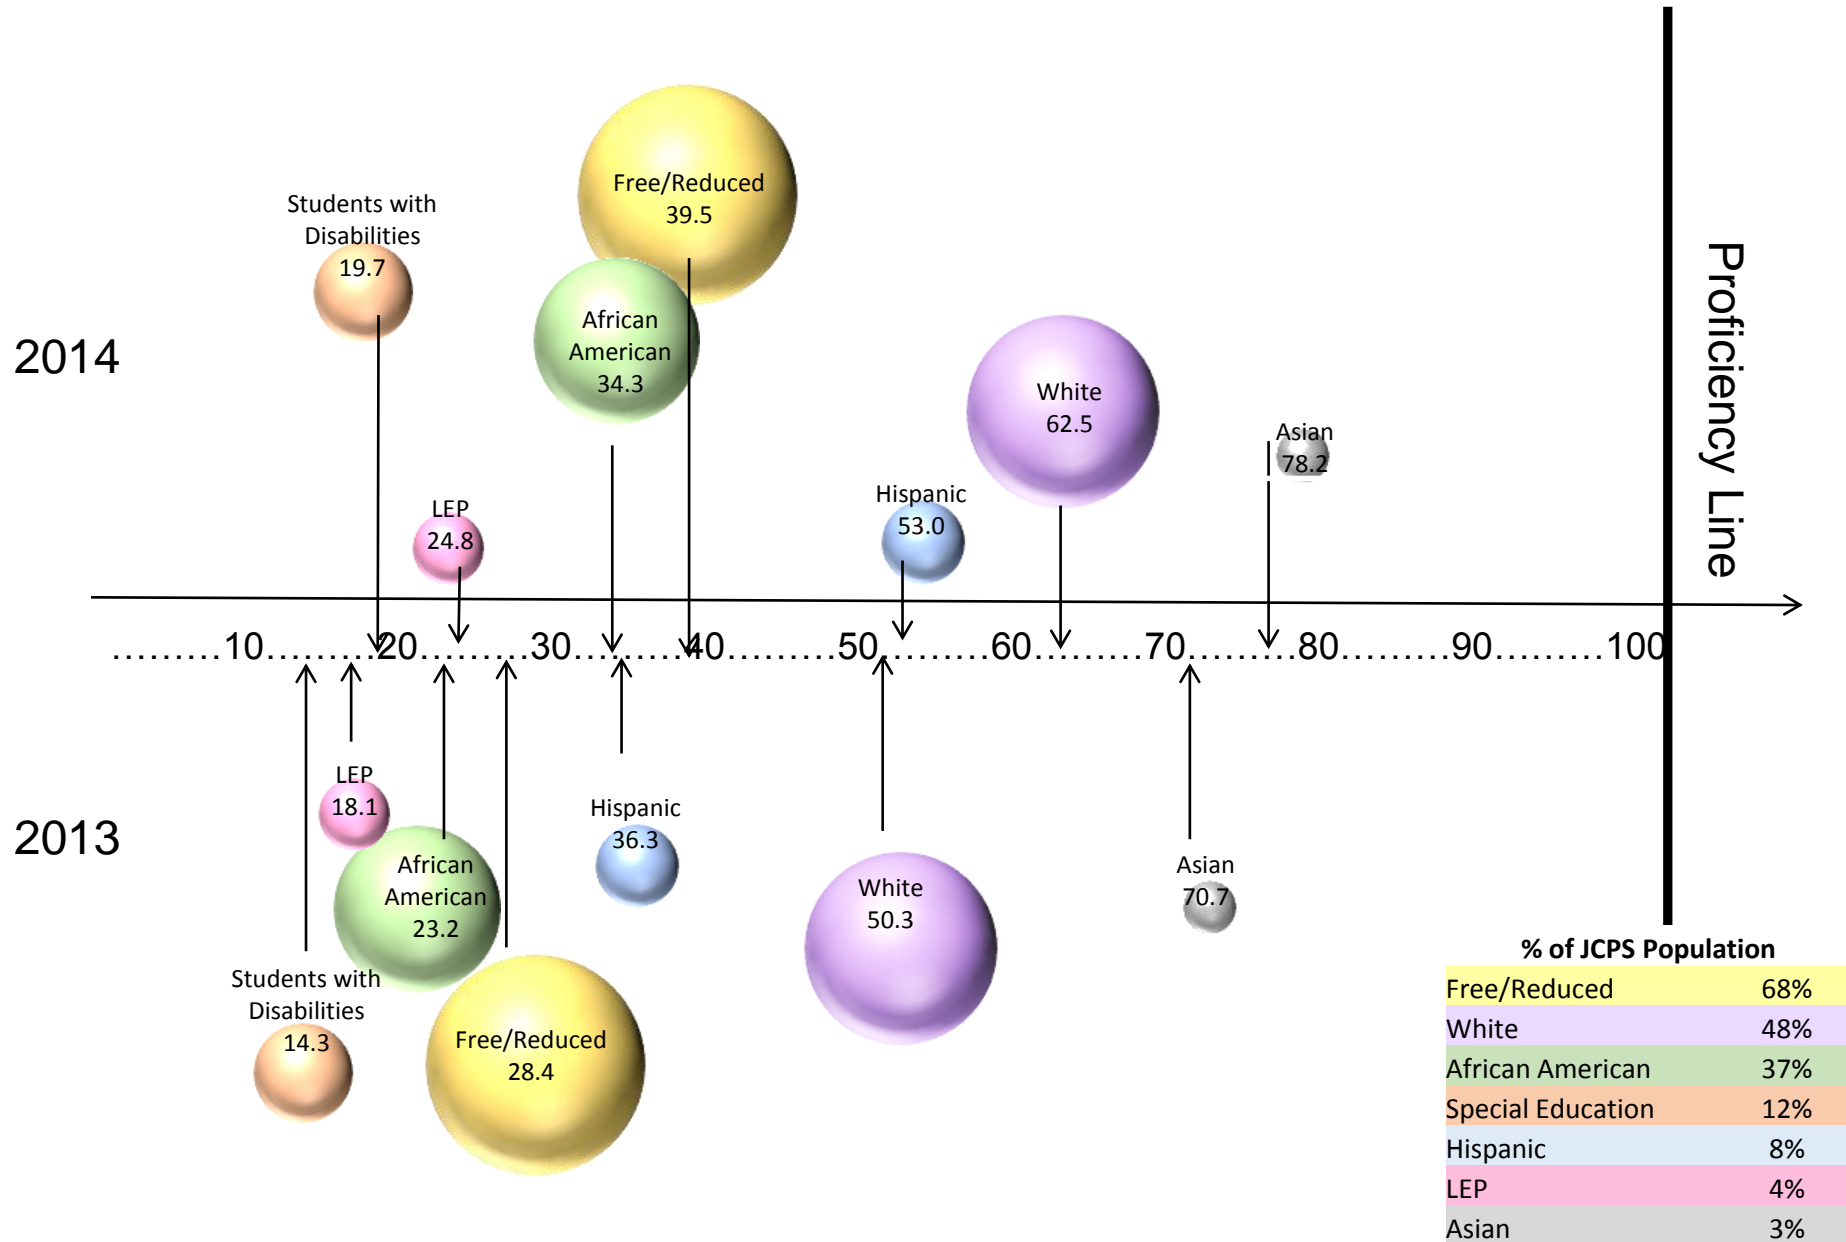 Free/Reduced
39.5
Students with
Disabilities
19.7
African
American
34.3
2014
White
62.5
Asian
78.2
Hispanic
53.0
LEP
24.8
Proficiency Line
.........10.........20.........30.........40.........50.........60.........70.........80.........90.........100
LEP
18.1
2013
African
American
23.2
Hispanic
36.3
White
50.3
Asian
70.7
Students with
Disabilities
14.3
Free/Reduced
28.4
% of JCPS Population
Free/Reduced 68%
White 48%
African American 37%
Special Education 12%
Hispanic 8%
LEP 4%
Asian 3%